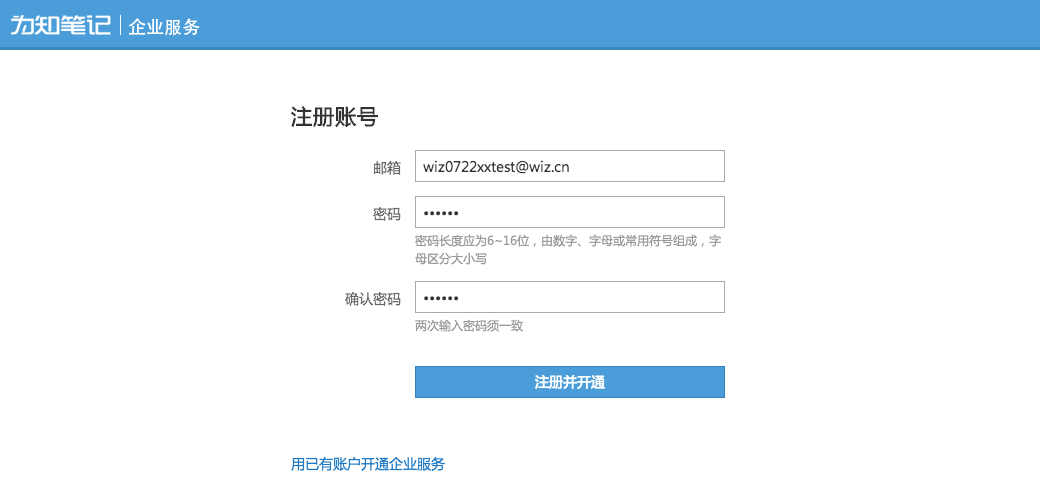 为知笔记 | 企业服务
注册账号
邮箱 wiz0722xxtest@wiz.cn
密码 ••••••
密码长度应为6~16位，由数字、字母或常用符号组成，字
母区分大小写
确认密码 ••••••
两次输入密码须一致
注册并开通
用已有账户开通企业服务